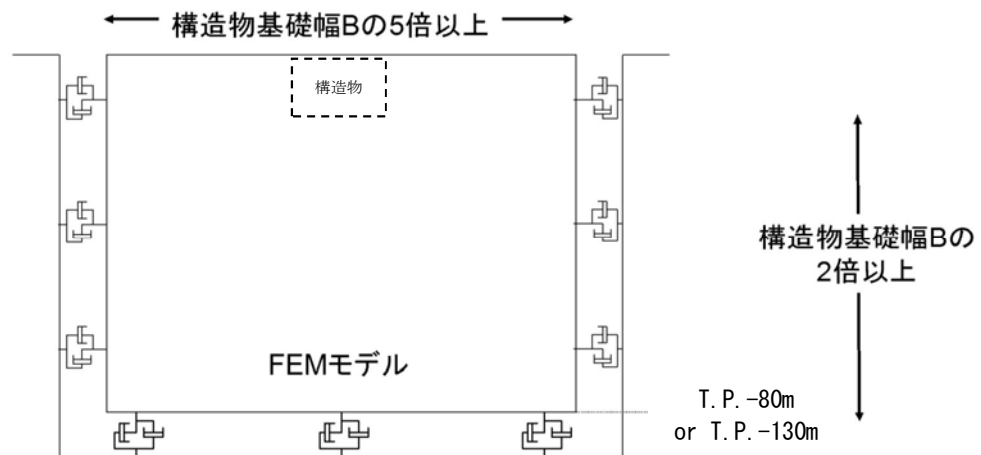 構造物基礎幅Bの5倍以上
構造物
構造物基礎幅Bの
2倍以上
FEMモデル
T.P.-80m
or T.P.-130m